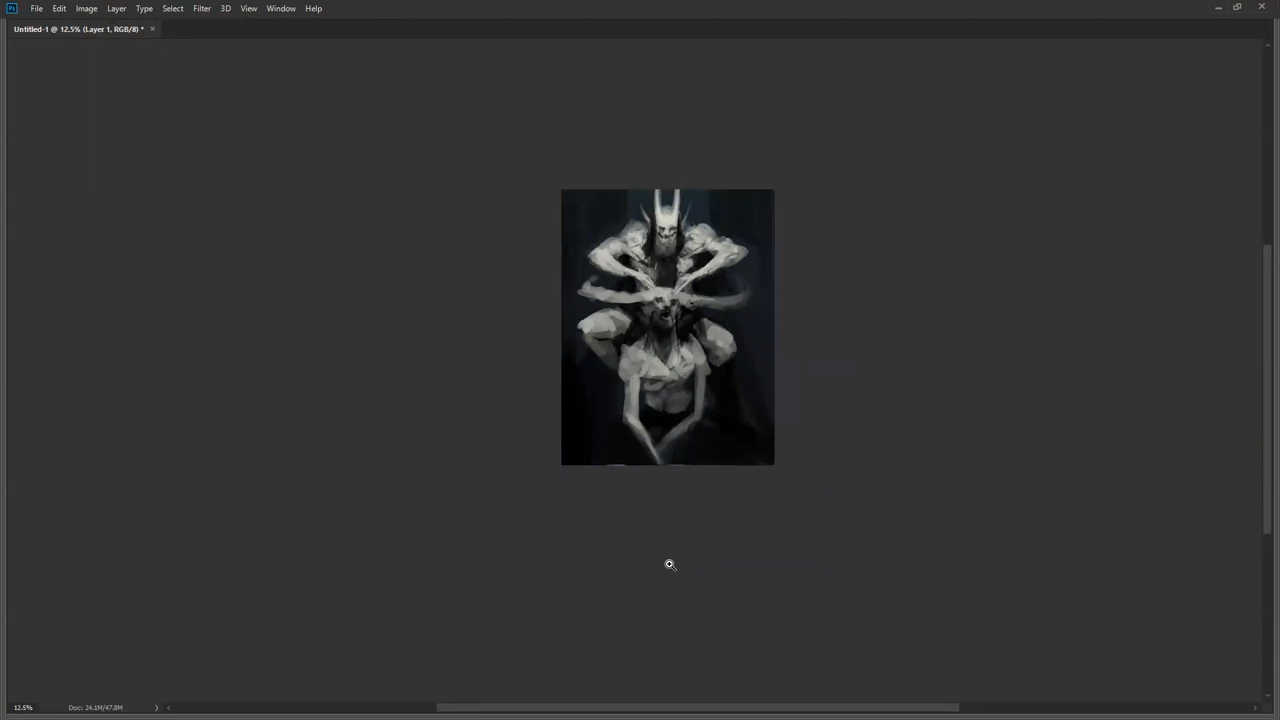 Ps File Edit Image Layer Type Select Filter 3D View Window Help
Untitled-1 @ 12.5% (Layer 1, RGB/8) *
12.5% Doc: 24.1M/47.8M